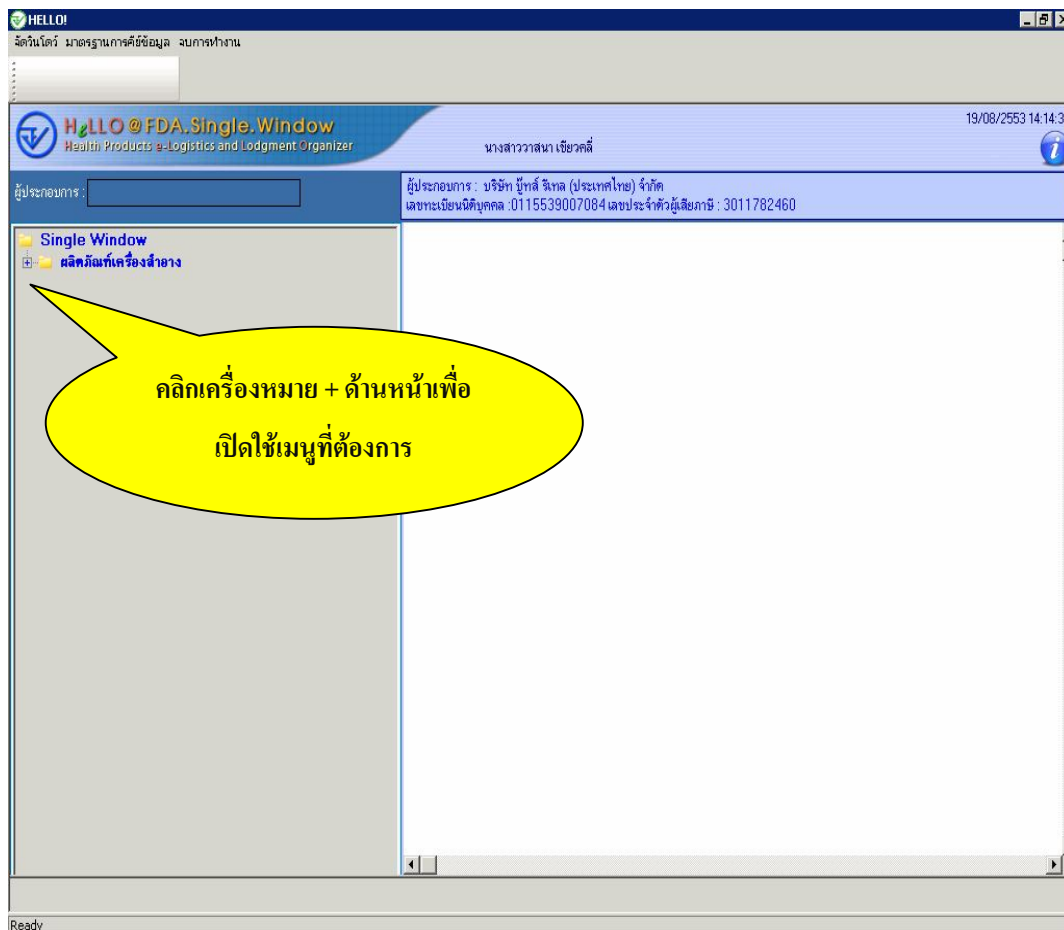 HELLO!
จัดวินโดว์ มาตรฐานการคีย์ข้อมูล จบการทำงาน
HeLLO@FDA.Single.Window
Health Products e-Logistics and Lodgment Organizer
19/08/2553 14:14:3
นางสาววาสนา เขียวคลี่
ผู้ประกอบการ :
ผู้ประกอบการ : บริษัท บู๊ทส์ รีเทล (ประเทศไทย) จำกัด
เลขทะเบียนนิติบุคคล :0115539007084 เลขประจำตัวผู้เสียภาษี : 3011782460
Single Window
ผลิตภัณฑ์เครื่องสำอาง
คลิกเครื่องหมาย + ด้านหน้าเพื่อ
เปิดใช้เมนูที่ต้องการ
Ready